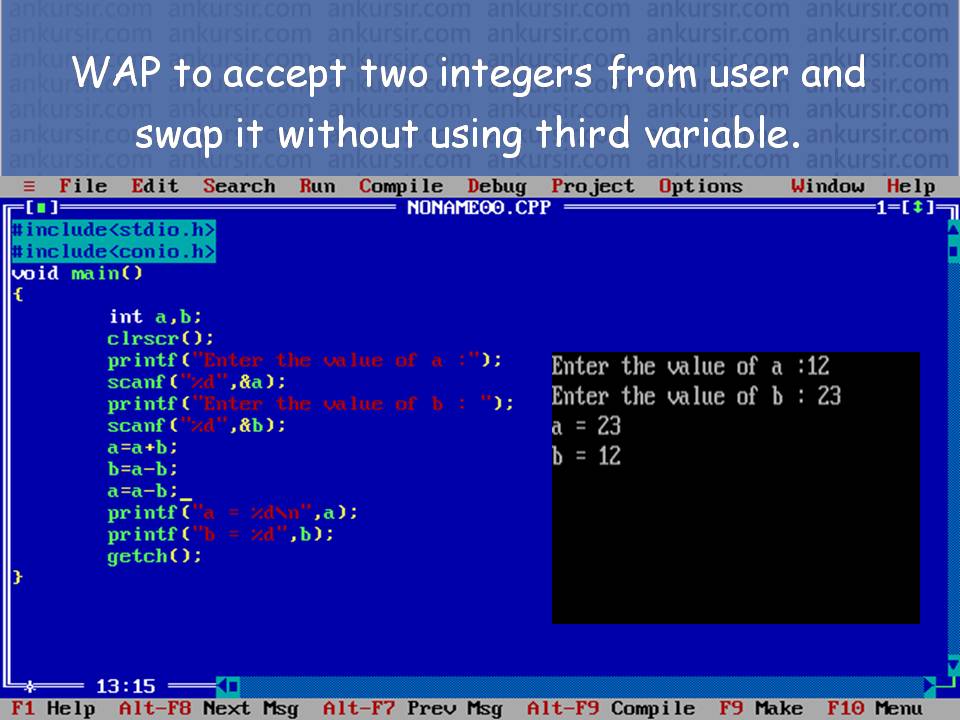 ankursir.com ankursir.com ankursir.com ankursir.com ankursir.com ankursir.com
WAP to accept two integers from user and
swap it without using third variable.
≡ File Edit Search Run Compile Debug Project Options Window Help
[■] NONAME00.CPP 1=[↕]
#include<stdio.h>
#include<conio.h>
void main()
{
int a,b;
clrscr();
printf("Enter the value of a :");
scanf("%d",&a);
printf("Enter the value of b : ");
scanf("%d",&b);
a=a+b;
b=a-b;
a=a-b;_
printf("a = %d\n",a);
printf("b = %d",b);
getch();
}
Enter the value of a :12
Enter the value of b : 23
a = 23
b = 12
13:15
F1 Help Alt-F8 Next Msg Alt-F7 Prev Msg Alt-F9 Compile F9 Make F10 Menu